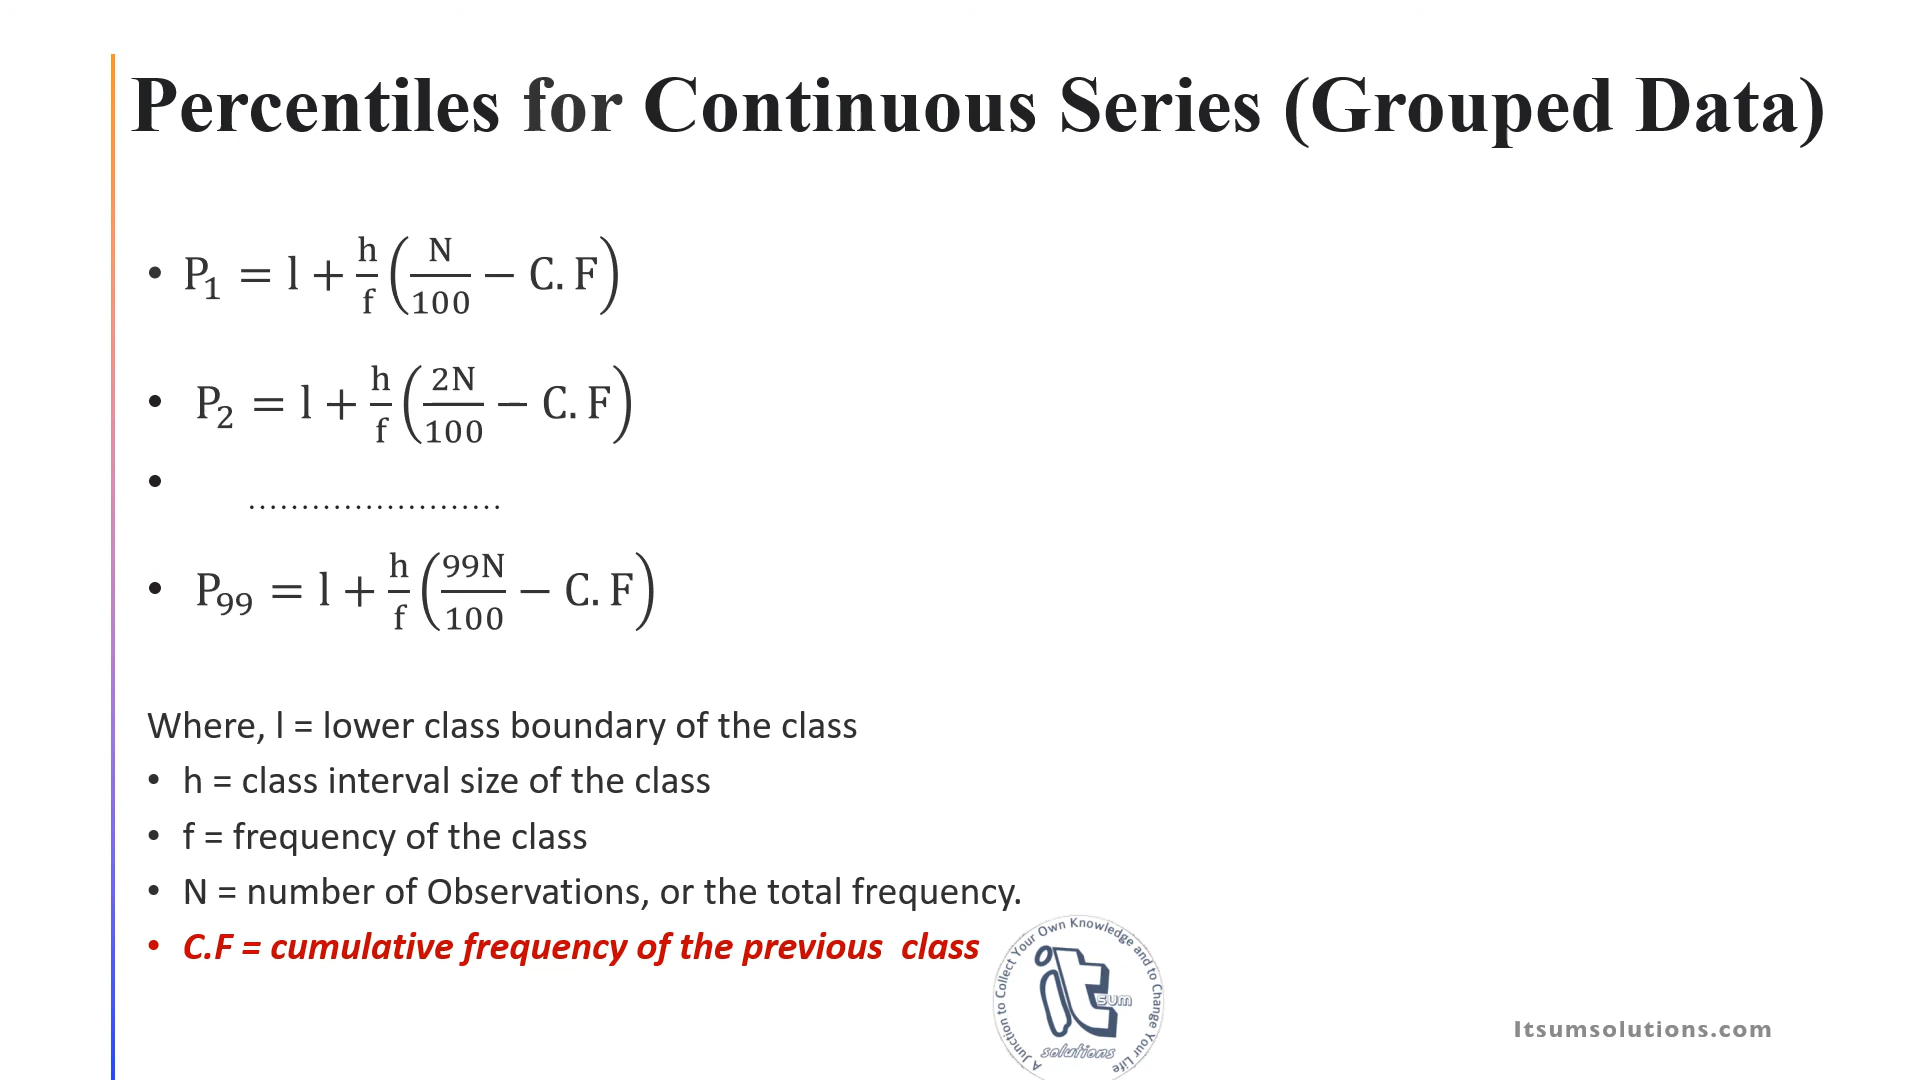 Percentiles for Continuous Series (Grouped Data)
• P₁ = l + h/f (N/100 − C. F)
• P₂ = l + h/f (2N/100 − C. F)
• ........................
• P₉₉ = l + h/f (99N/100 − C. F)
Where, l = lower class boundary of the class
• h = class interval size of the class
• f = frequency of the class
• N = number of Observations, or the total frequency.
• C.F = cumulative frequency of the previous class
A Junction to Collect Your Own Knowledge and to Change Your Life
it
sum
solutions
Itsumsolutions.com